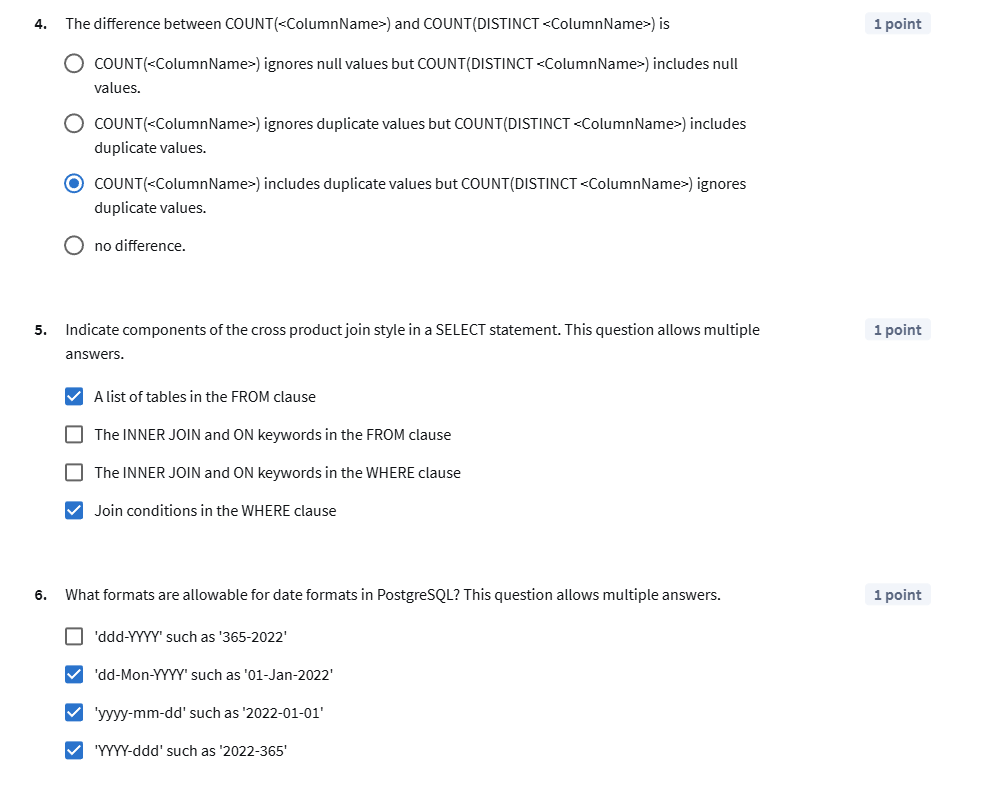 4. The difference between COUNT(<ColumnName>) and COUNT(DISTINCT <ColumnName>) is 1 point
COUNT(<ColumnName>) ignores null values but COUNT(DISTINCT <ColumnName>) includes null
values.
COUNT(<ColumnName>) ignores duplicate values but COUNT(DISTINCT <ColumnName>) includes
duplicate values.
COUNT(<ColumnName>) includes duplicate values but COUNT(DISTINCT <ColumnName>) ignores
duplicate values.
no difference.
5. Indicate components of the cross product join style in a SELECT statement. This question allows multiple 1 point
answers.
A list of tables in the FROM clause
The INNER JOIN and ON keywords in the FROM clause
The INNER JOIN and ON keywords in the WHERE clause
Join conditions in the WHERE clause
6. What formats are allowable for date formats in PostgreSQL? This question allows multiple answers. 1 point
'ddd-YYYY' such as '365-2022'
'dd-Mon-YYYY' such as '01-Jan-2022'
'yyyy-mm-dd' such as '2022-01-01'
'YYYY-ddd' such as '2022-365'